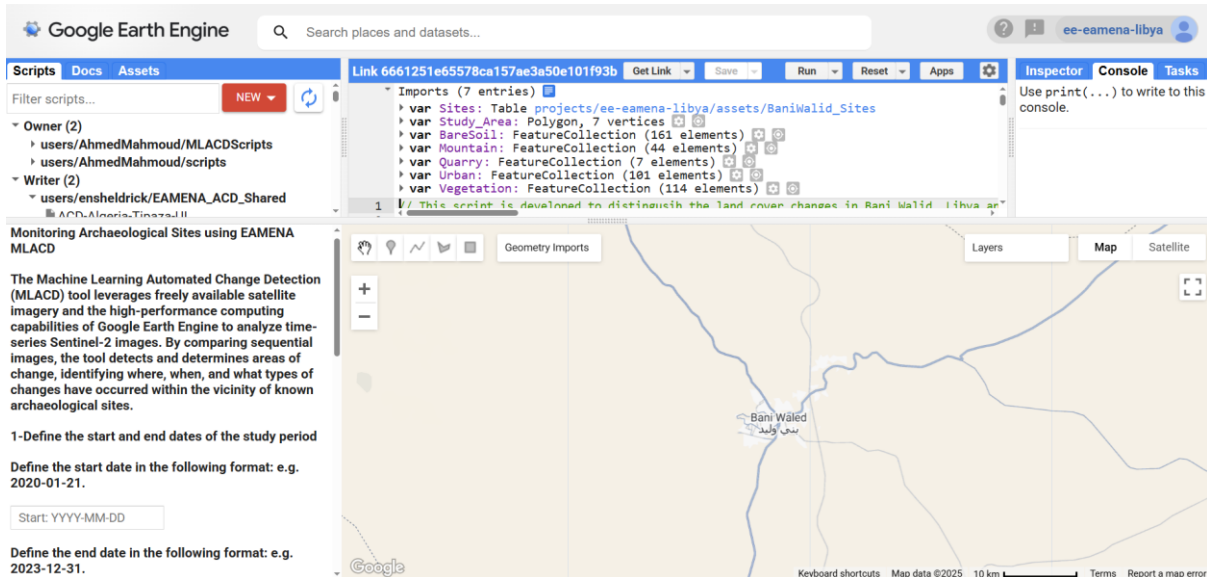 Google Earth Engine
Search places and datasets...
ee-eamena-libya
Scripts Docs Assets
Filter scripts...
NEW
Owner (2)
users/AhmedMahmoud/MLACDScripts
users/AhmedMahmoud/scripts
Writer (2)
users/ensheldrick/EAMENA_ACD_Shared
ACD-Algeria-Tipaza-UI
Link 6661251e65578ca157ae3a50e101f93b Get Link Save Run Reset Apps
Imports (7 entries)
var Sites: Table projects/ee-eamena-libya/assets/BaniWalid_Sites
var Study_Area: Polygon, 7 vertices
var BareSoil: FeatureCollection (161 elements)
var Mountain: FeatureCollection (44 elements)
var Quarry: FeatureCollection (7 elements)
var Urban: FeatureCollection (101 elements)
var Vegetation: FeatureCollection (114 elements)
1 // This script is developed to distingusih the land cover changes in Bani Walid, Libya an
Inspector Console Tasks
Use print(...) to write to this
console.
Monitoring Archaeological Sites using EAMENA
MLACD
The Machine Learning Automated Change Detection
(MLACD) tool leverages freely available satellite
imagery and the high-performance computing
capabilities of Google Earth Engine to analyze time-
series Sentinel-2 images. By comparing sequential
images, the tool detects and determines areas of
change, identifying where, when, and what types of
changes have occurred within the vicinity of known
archaeological sites.
1-Define the start and end dates of the study period
Define the start date in the following format: e.g.
2020-01-21.
Start: YYYY-MM-DD
Define the end date in the following format: e.g.
2023-12-31.
Geometry Imports
Layers
Map Satellite
+
−
Bani Waled
بني وليد
Google
Keyboard shortcuts Map data ©2025 10 km Terms Report a map error